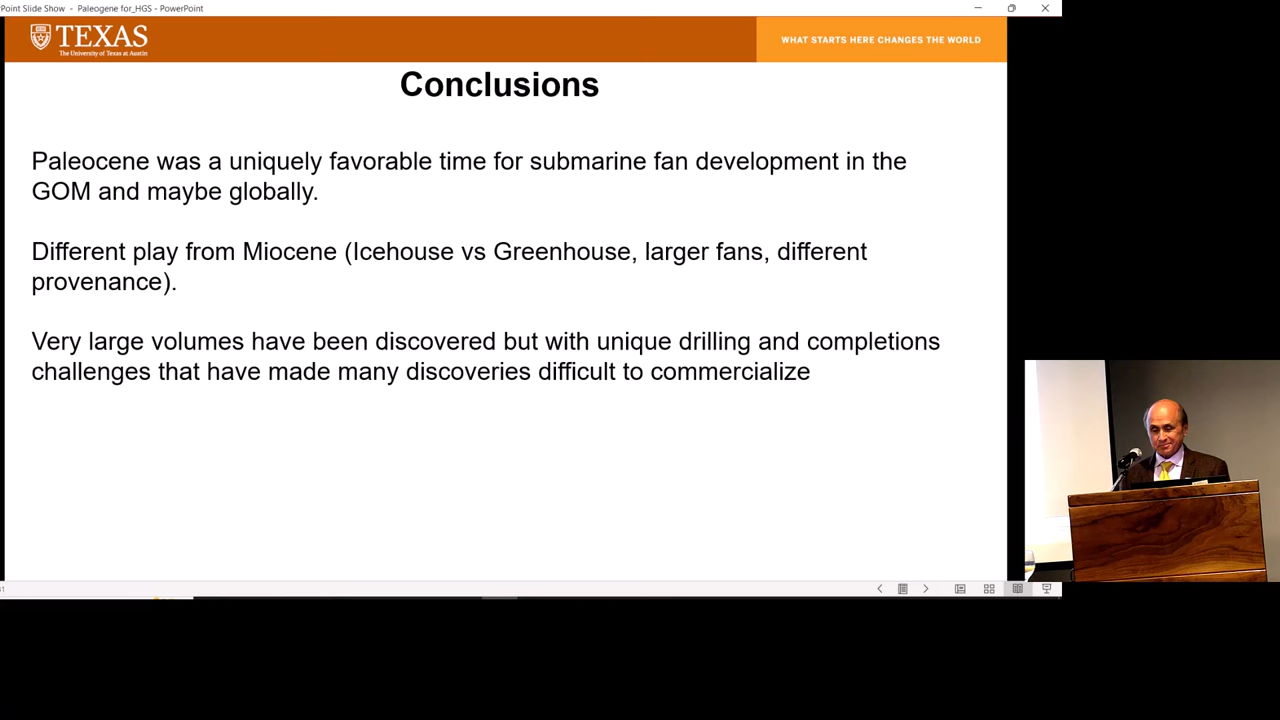 Point Slide Show - Paleogene for_HGS - PowerPoint
TEXAS
The University of Texas at Austin
WHAT STARTS HERE CHANGES THE WORLD
Conclusions
Paleocene was a uniquely favorable time for submarine fan development in the
GOM and maybe globally.
Different play from Miocene (Icehouse vs Greenhouse, larger fans, different
provenance).
Very large volumes have been discovered but with unique drilling and completions
challenges that have made many discoveries difficult to commercialize